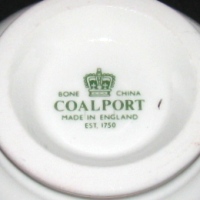 BONE CHINA
COALPORT
MADE IN ENGLAND
EST. 1750